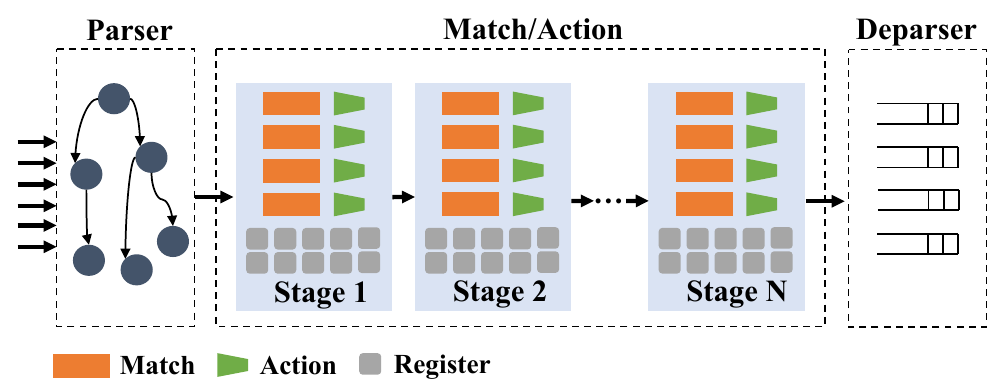 Parser
Match/Action
Deparser
Stage 1
Stage 2
Stage N
Match
Action
Register